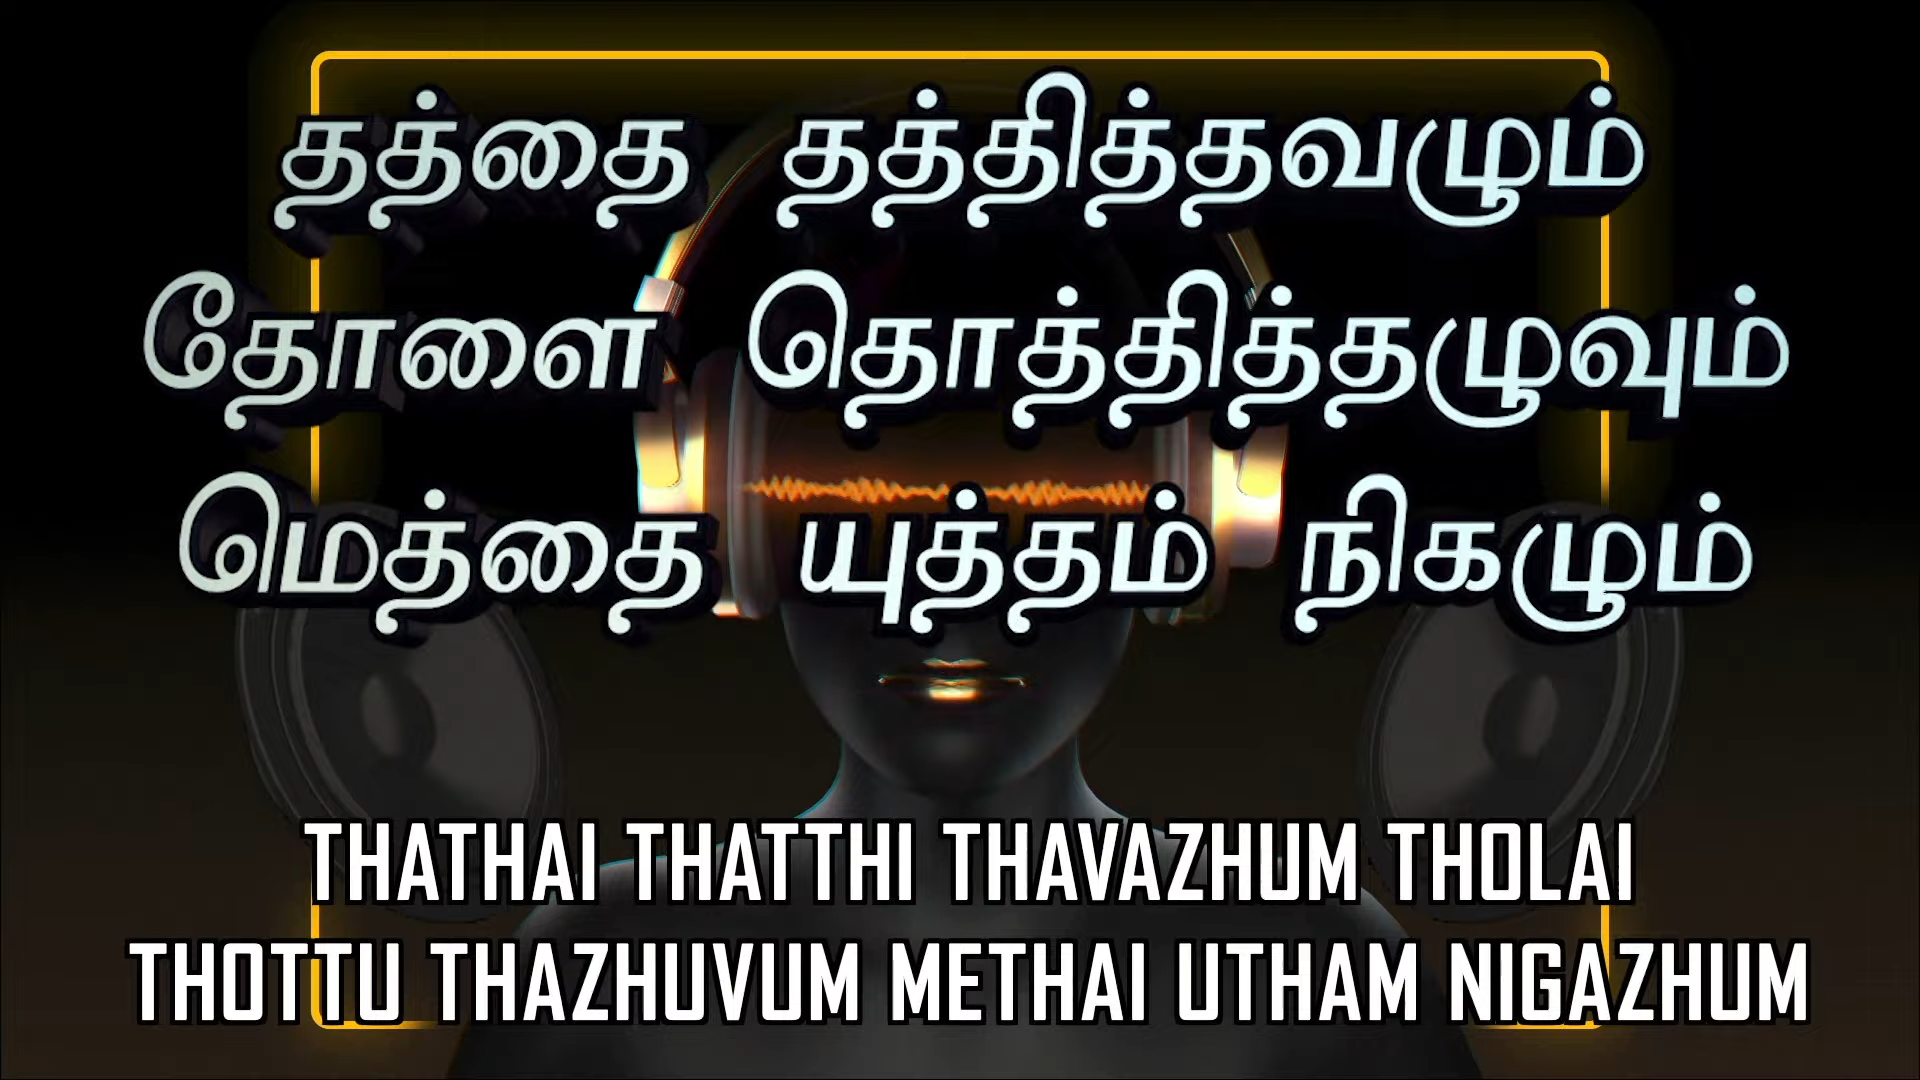 தத்தை தத்தித்தவழும்
தோளை தொத்தித்தழுவும்
மெத்தை யுத்தம் நிகழும்
THATHAI THATTHI THAVAZHUM THOLAI
THOTTU THAZHUVUM METHAI UTHAM NIGAZHUM